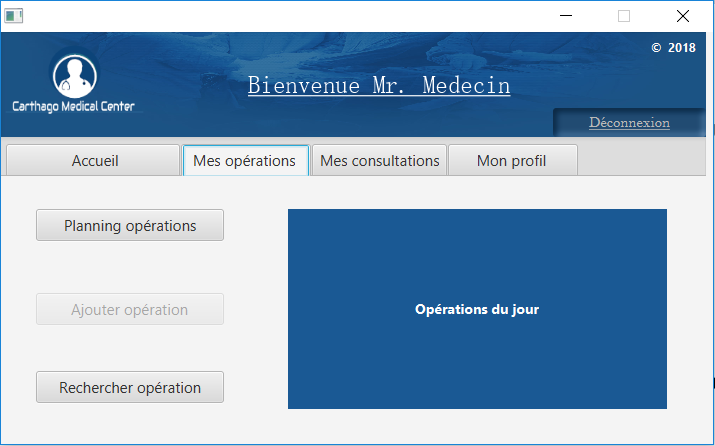 © 2018
Bienvenue Mr. Medecin
Carthago Medical Center
Déconnexion
Accueil
Mes opérations
Mes consultations
Mon profil
Planning opérations
Ajouter opération
Rechercher opération
Opérations du jour